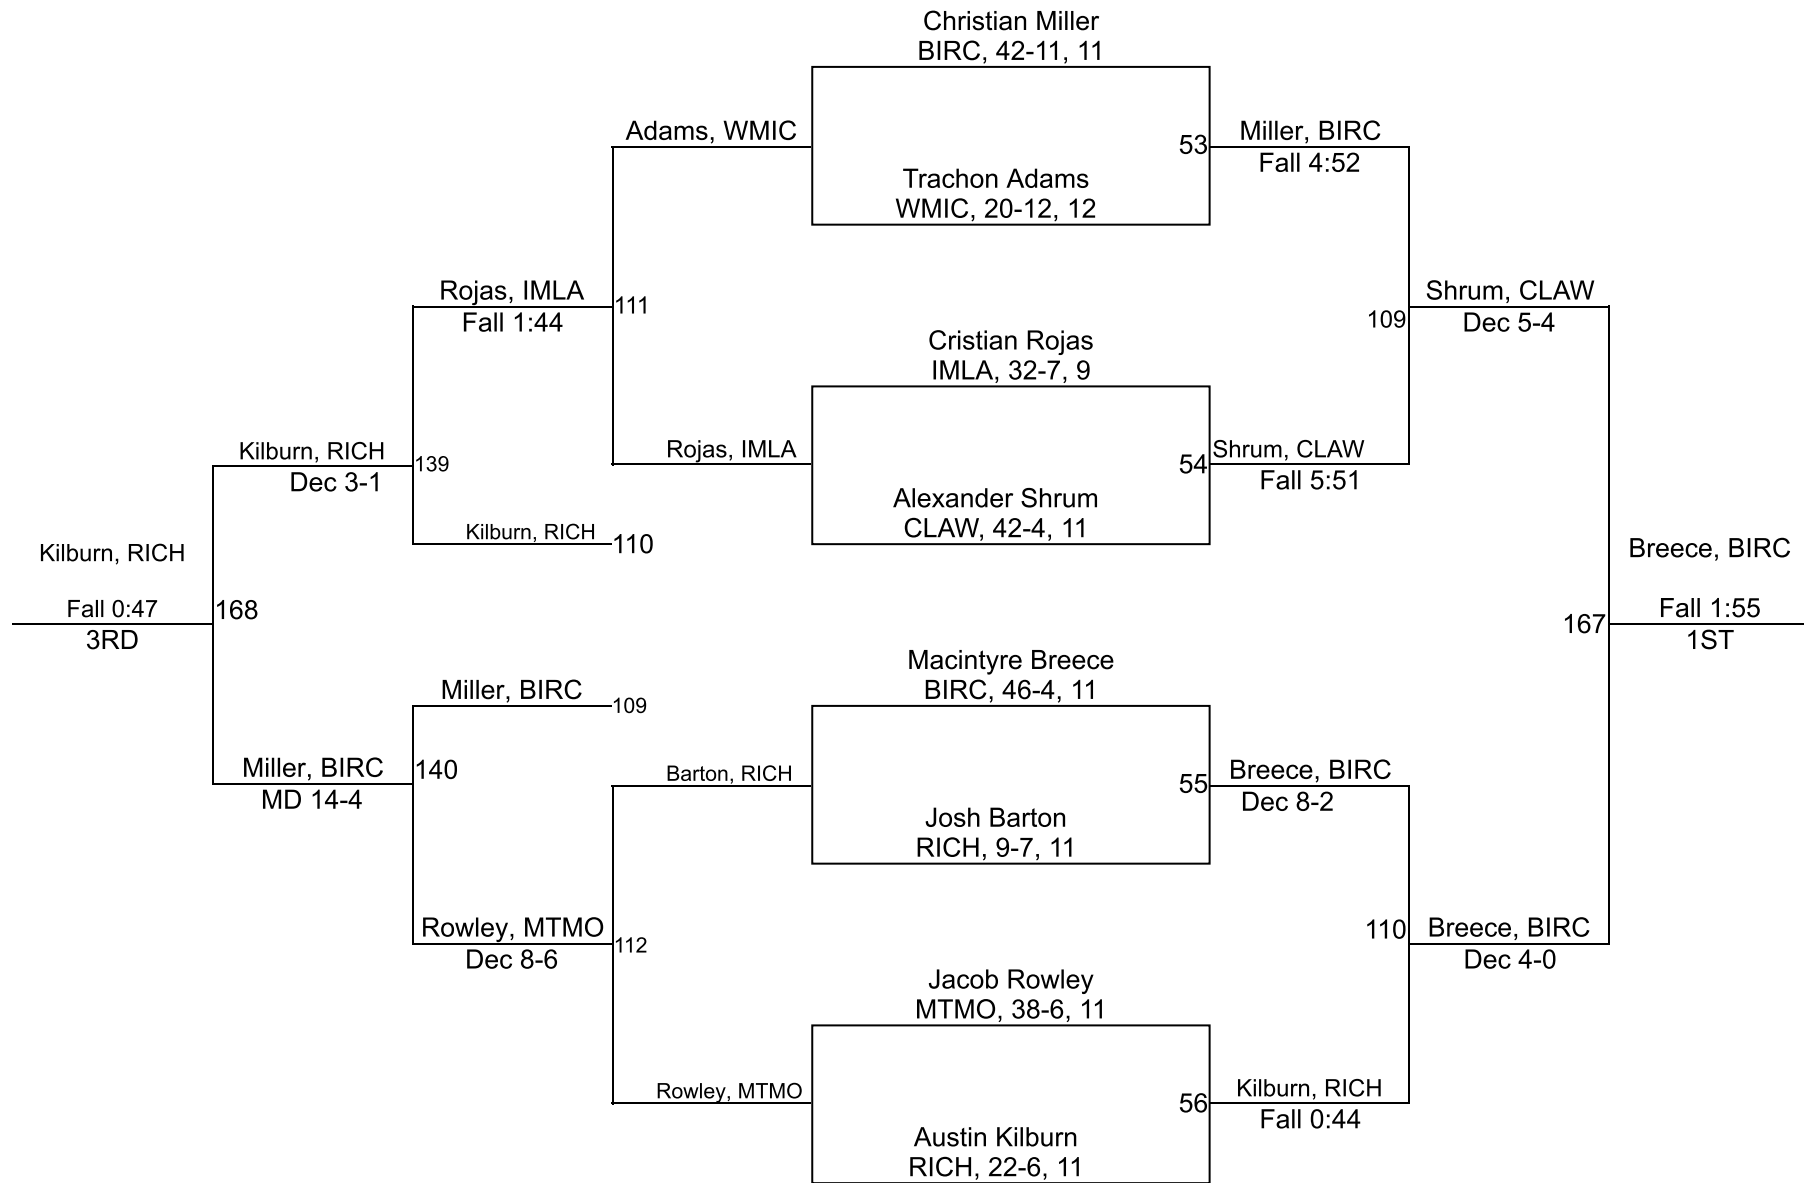 Christian Miller
BIRC, 42-11, 11
Adams, WMIC
53
Miller, BIRC
Fall 4:52
Trachon Adams
WMIC, 20-12, 12
Rojas, IMLA
Fall 1:44
111
109
Shrum, CLAW
Dec 5-4
Cristian Rojas
IMLA, 32-7, 9
Kilburn, RICH
Dec 3-1
139
Rojas, IMLA
54
Shrum, CLAW
Fall 5:51
Alexander Shrum
CLAW, 42-4, 11
Kilburn, RICH
110
Kilburn, RICH
Fall 0:47
3RD
168
Breece, BIRC
167
Fall 1:55
1ST
Macintyre Breece
BIRC, 46-4, 11
Miller, BIRC
109
Miller, BIRC
MD 14-4
140
Barton, RICH
55
Breece, BIRC
Dec 8-2
Josh Barton
RICH, 9-7, 11
Rowley, MTMO
Dec 8-6
112
110
Breece, BIRC
Dec 4-0
Jacob Rowley
MTMO, 38-6, 11
Rowley, MTMO
56
Kilburn, RICH
Fall 0:44
Austin Kilburn
RICH, 22-6, 11